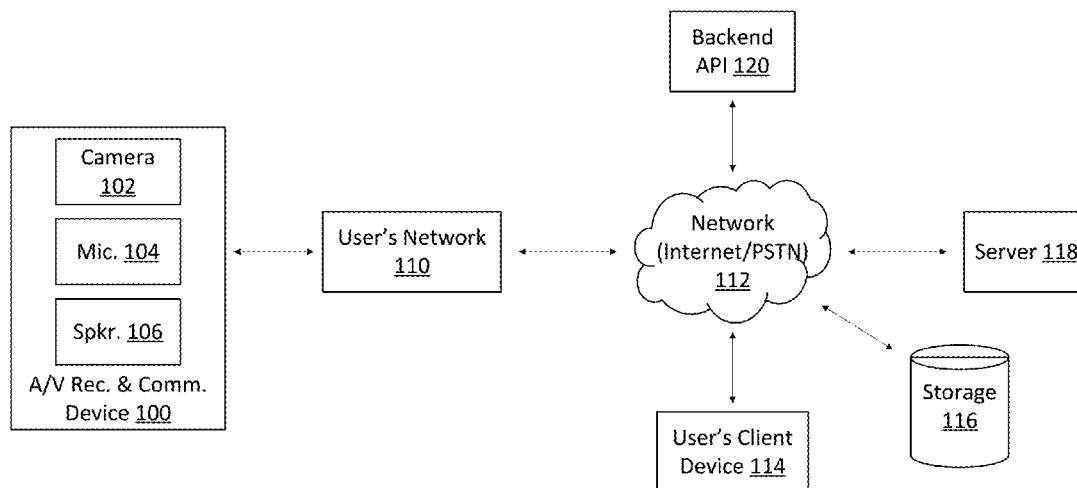 Backend
API 120
Camera
102
Mic. 104
Spkr. 106
A/V Rec. & Comm.
Device 100
User's Network
110
Network
(Internet/PSTN)
112
Server 118
Storage
116
User's Client
Device 114